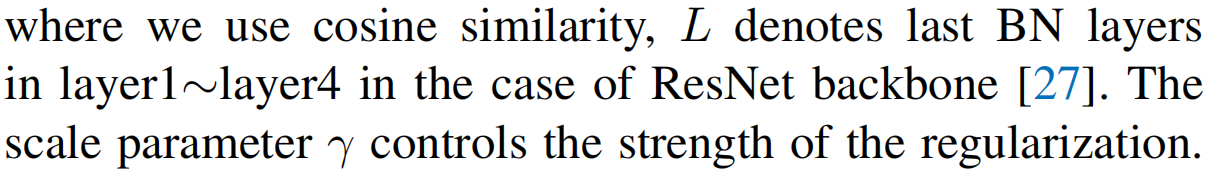 where we use cosine similarity, L denotes last BN layers
in layer1∼layer4 in the case of ResNet backbone [27]. The
scale parameter γ controls the strength of the regularization.